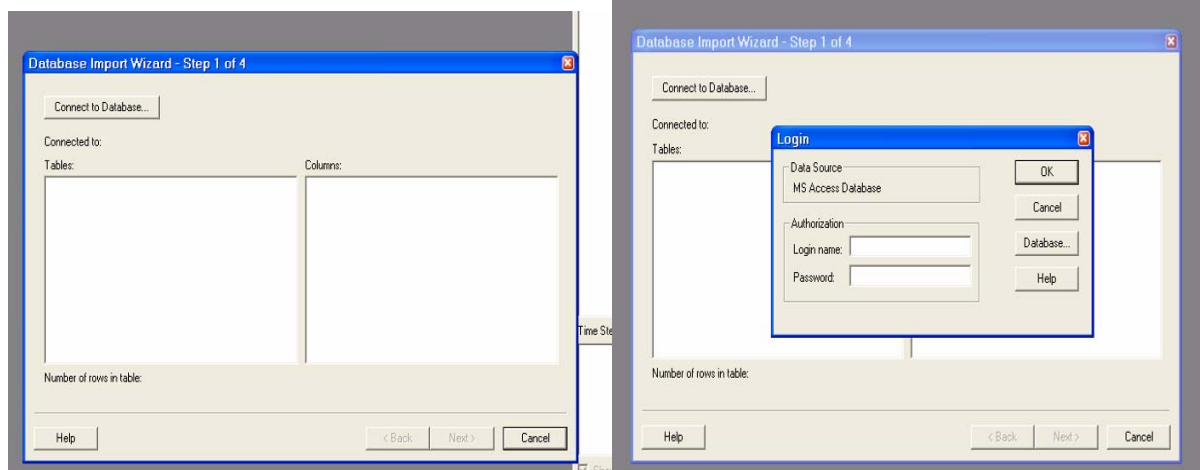 Database Import Wizard - Step 1 of 4
Connect to Database...
Connected to:
Tables: Columns:
Number of rows in table:
Help < Back Next > Cancel
Time Ste
Database Import Wizard - Step 1 of 4
Connect to Database...
Connected to:
Tables:
Login
Data Source
MS Access Database
OK
Cancel
Authorization
Login name:
Database...
Password:
Help
Number of rows in table:
Help < Back Next > Cancel